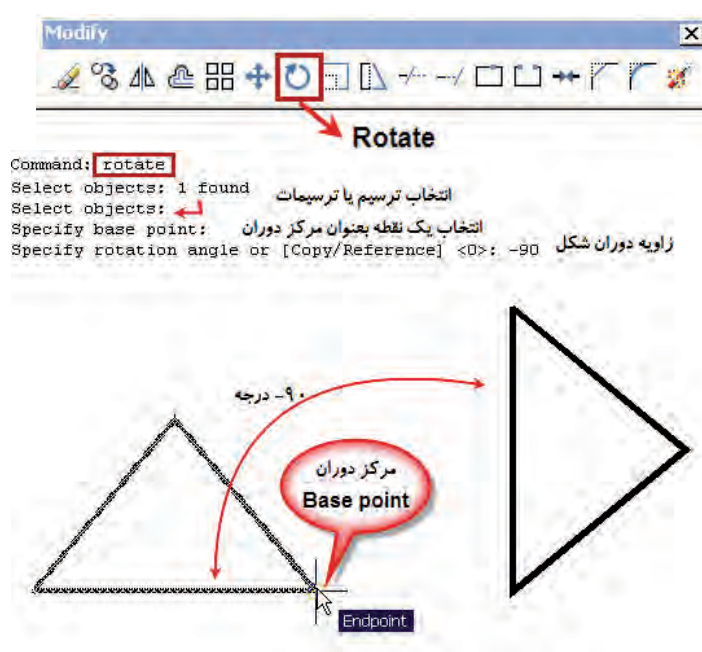 Modify
Rotate
Command: rotate
Select objects: 1 found
انتخاب ترسیم یا ترسیمات
Select objects:
Specify base point: انتخاب یک نقطه بعنوان مرکز دوران
Specify rotation angle or [Copy/Reference] <0>: -90 زاویه دوران شکل
-۹۰ درجه
مرکز دوران
Base point
Endpoint